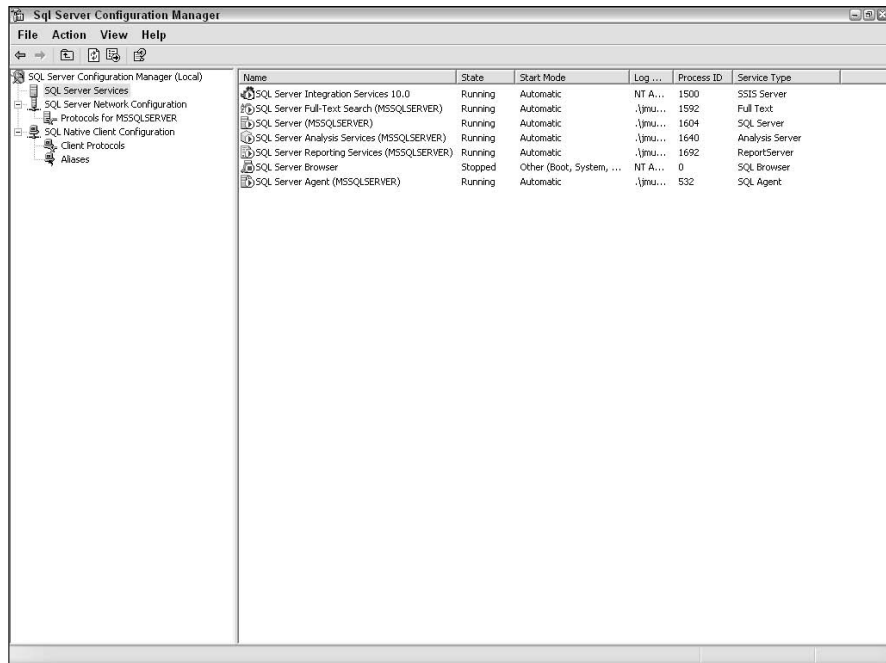 Sql Server Configuration Manager
File Action View Help
SQL Server Configuration Manager (Local)
SQL Server Services
SQL Server Network Configuration
Protocols for MSSQLSERVER
SQL Native Client Configuration
Client Protocols
Aliases
Name State Start Mode Log ... Process ID Service Type
SQL Server Integration Services 10.0 Running Automatic NT A... 1500 SSIS Server
SQL Server Full-Text Search (MSSQLSERVER) Running Automatic .\jmu... 1592 Full Text
SQL Server (MSSQLSERVER) Running Automatic .\jmu... 1604 SQL Server
SQL Server Analysis Services (MSSQLSERVER) Running Automatic .\jmu... 1640 Analysis Server
SQL Server Reporting Services (MSSQLSERVER) Running Automatic .\jmu... 1692 ReportServer
SQL Server Browser Stopped Other (Boot, System, ... NT A... 0 SQL Browser
SQL Server Agent (MSSQLSERVER) Running Automatic .\jmu... 532 SQL Agent